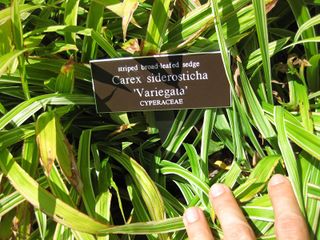 striped broad leafed sedge
Carex siderosticha
'Variegata'
CYPERACEAE